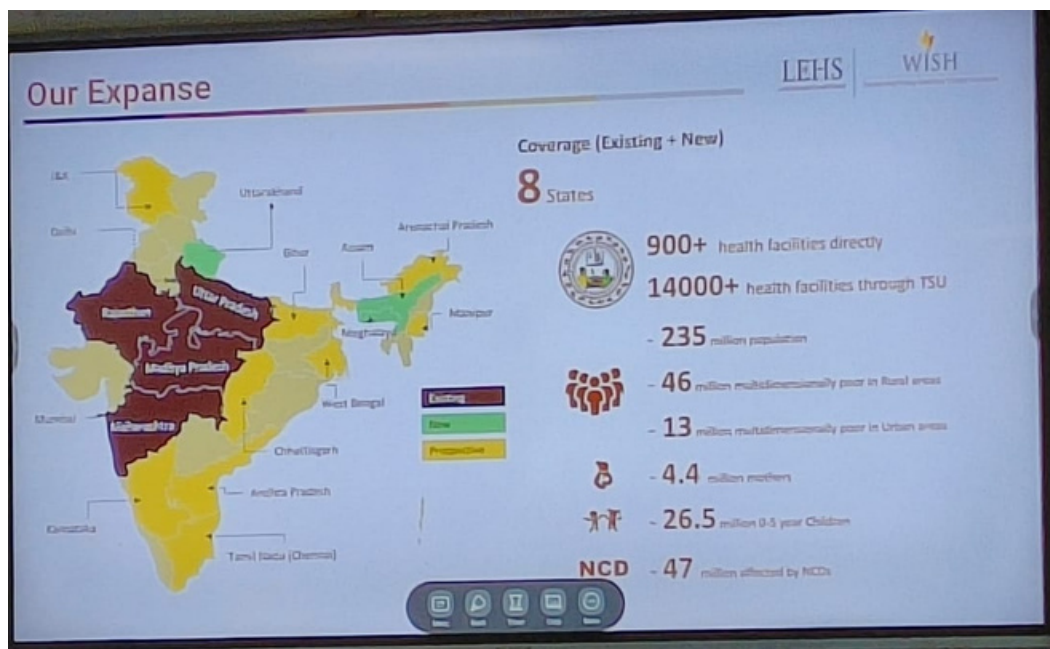 Our Expanse
LEHS
WISH
J&K
Delhi
Uttarakhand
Bihar
Assam
Arunachal Pradesh
Rajasthan
Uttar Pradesh
Madhya Pradesh
Meghalaya
Manipur
Mumbai
Maharashtra
West Bengal
Chhattisgarh
Andhra Pradesh
Karnataka
Tamil Nadu (Chennai)
Existing
New
Prospective
Coverage (Existing + New)
8 States
900+ health facilities directly
14000+ health facilities through TSU
- 235 million population
- 46 million multidimensionally poor in Rural areas
- 13 million multidimensionally poor in Urban areas
- 4.4 million mothers
- 26.5 million 0-5 year Children
NCD - 47 million affected by NCDs